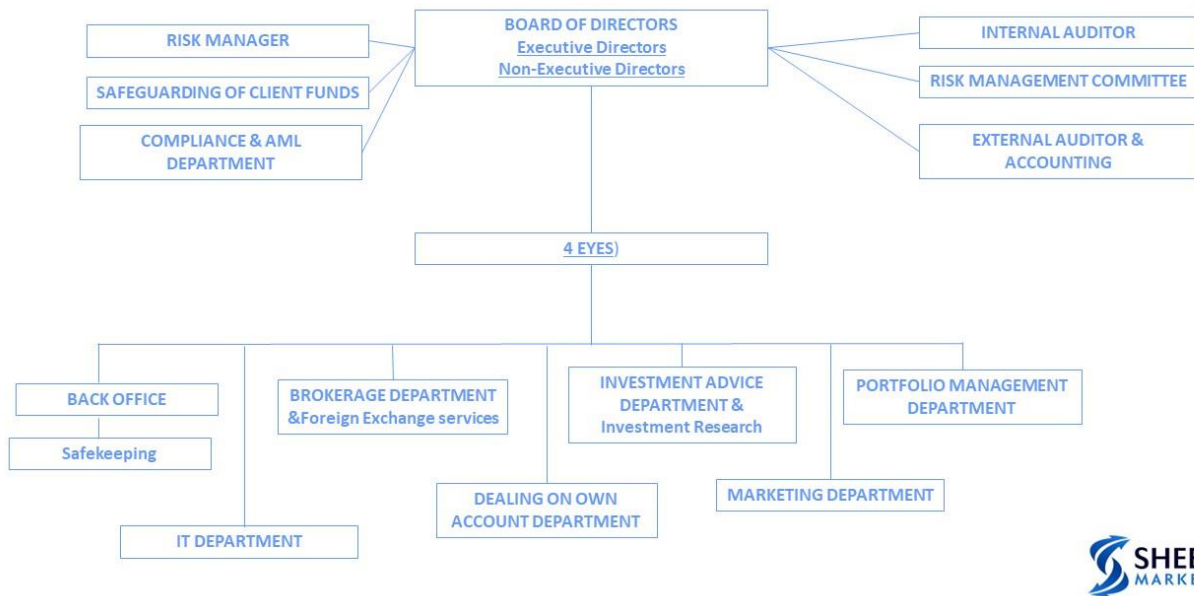 BOARD OF DIRECTORS
Executive Directors
Non-Executive Directors
RISK MANAGER
SAFEGUARDING OF CLIENT FUNDS
COMPLIANCE & AML
DEPARTMENT
INTERNAL AUDITOR
RISK MANAGEMENT COMMITTEE
EXTERNAL AUDITOR &
ACCOUNTING
4 EYES)
BACK OFFICE
Safekeeping
IT DEPARTMENT
BROKERAGE DEPARTMENT
&Foreign Exchange services
DEALING ON OWN
ACCOUNT DEPARTMENT
INVESTMENT ADVICE
DEPARTMENT &
Investment Research
MARKETING DEPARTMENT
PORTFOLIO MANAGEMENT
DEPARTMENT